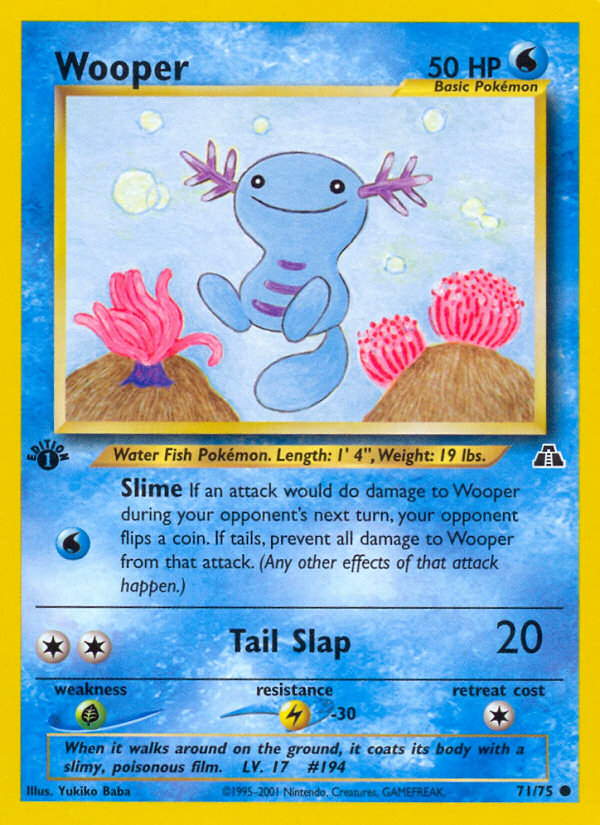 Wooper
50 HP
Basic Pokémon
EDITION
1
Water Fish Pokémon. Length: 1' 4", Weight: 19 lbs.
Slime If an attack would do damage to Wooper
during your opponent's next turn, your opponent
flips a coin. If tails, prevent all damage to Wooper
from that attack. (Any other effects of that attack
happen.)
Tail Slap 20
weakness resistance retreat cost
-30
When it walks around on the ground, it coats its body with a
slimy, poisonous film. LV. 17 #194
Illus. Yukiko Baba ©1995-2001 Nintendo, Creatures, GAMEFREAK. 71/75